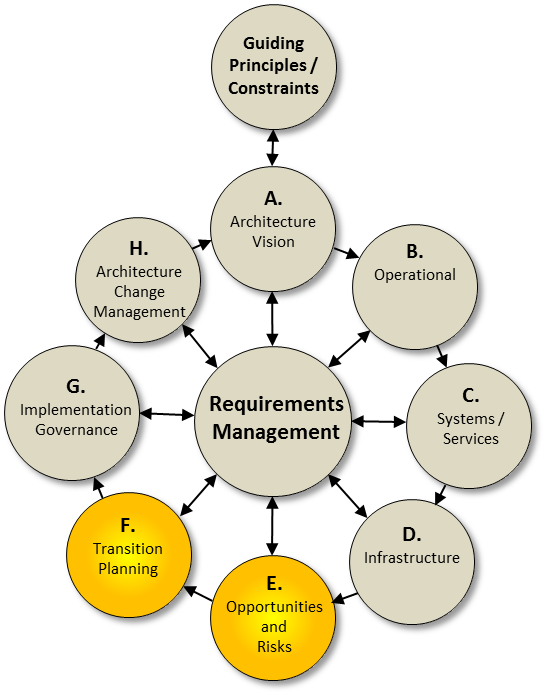 Guiding
Principles /
Constraints
A.
Architecture
Vision
B.
Operational
C.
Systems /
Services
D.
Infrastructure
E.
Opportunities
and
Risks
F.
Transition
Planning
G.
Implementation
Governance
H.
Architecture
Change
Management
Requirements
Management